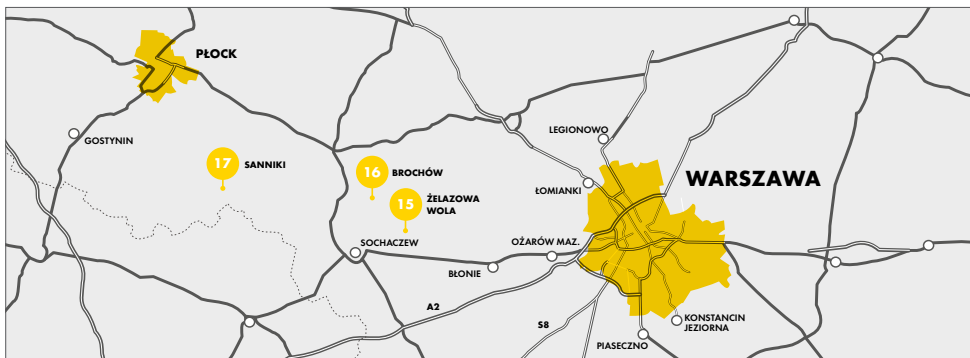 PŁOCK
GOSTYNIN
17
SANNIKI
16
BROCHÓW
15
ŻELAZOWA
WOLA
SOCHACZEW
BŁONIE
OŻARÓW MAZ.
ŁOMIANKI
LEGIONOWO
WARSZAWA
A2
S8
PIASECZNO
KONSTANCIN
JEZIORNA